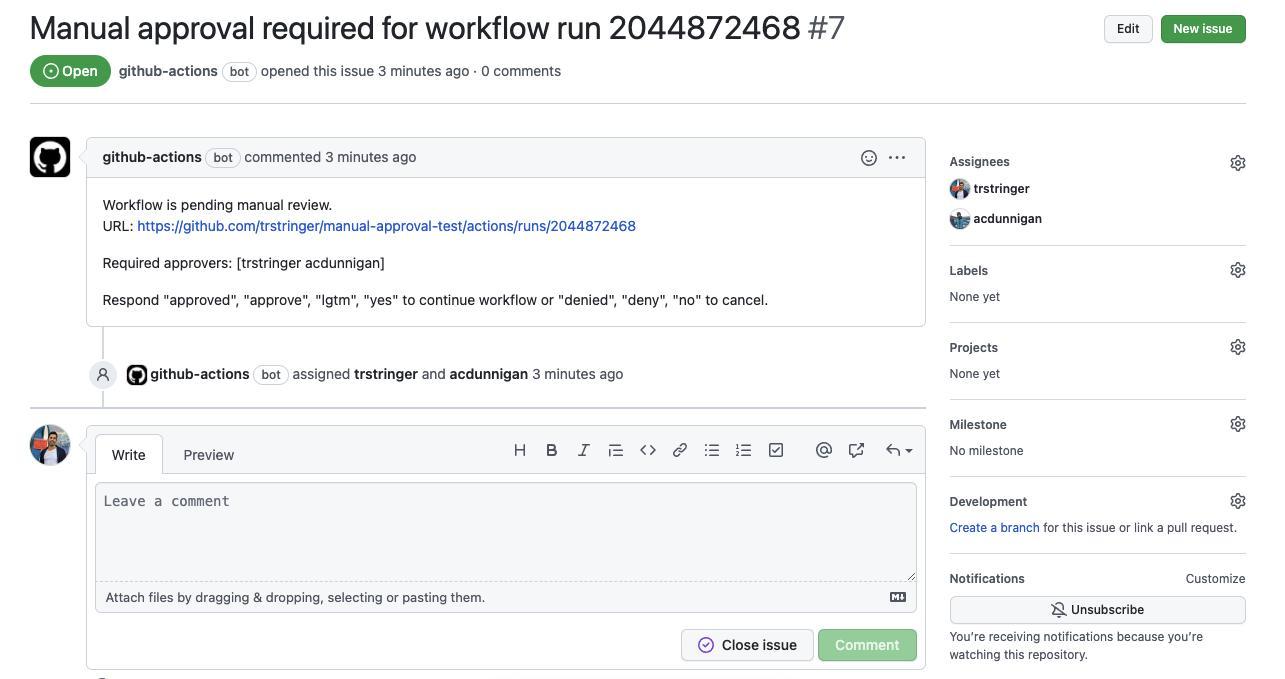 Manual approval required for workflow run 2044872468 #7
Edit
New issue
Open
github-actions bot opened this issue 3 minutes ago · 0 comments
github-actions bot commented 3 minutes ago
Workflow is pending manual review.
URL: https://github.com/trstringer/manual-approval-test/actions/runs/2044872468
Required approvers: [trstringer acdunnigan]
Respond "approved", "approve", "lgtm", "yes" to continue workflow or "denied", "deny", "no" to cancel.
github-actions bot assigned trstringer and acdunnigan 3 minutes ago
Write
Preview
Leave a comment
Attach files by dragging & dropping, selecting or pasting them.
Close issue
Comment
Assignees
trstringer
acdunnigan
Labels
None yet
Projects
None yet
Milestone
No milestone
Development
Create a branch for this issue or link a pull request.
Notifications
Customize
Unsubscribe
You’re receiving notifications because you’re
watching this repository.